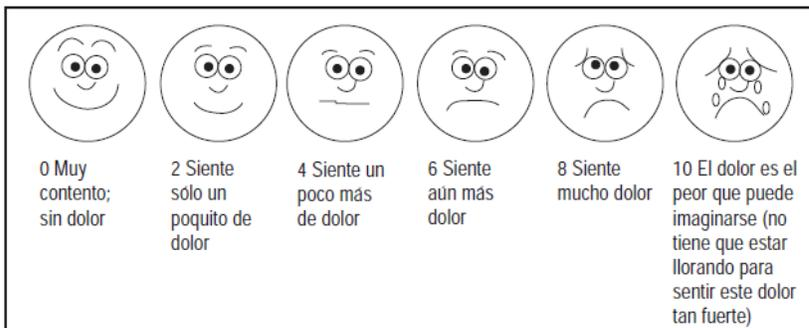 0 Muy
contento;
sin dolor
2 Siente
sólo un
poquito de
dolor
4 Siente un
poco más
de dolor
6 Siente
aún más
dolor
8 Siente
mucho dolor
10 El dolor es el
peor que puede
imaginarse (no
tiene que estar
llorando para
sentir este dolor
tan fuerte)